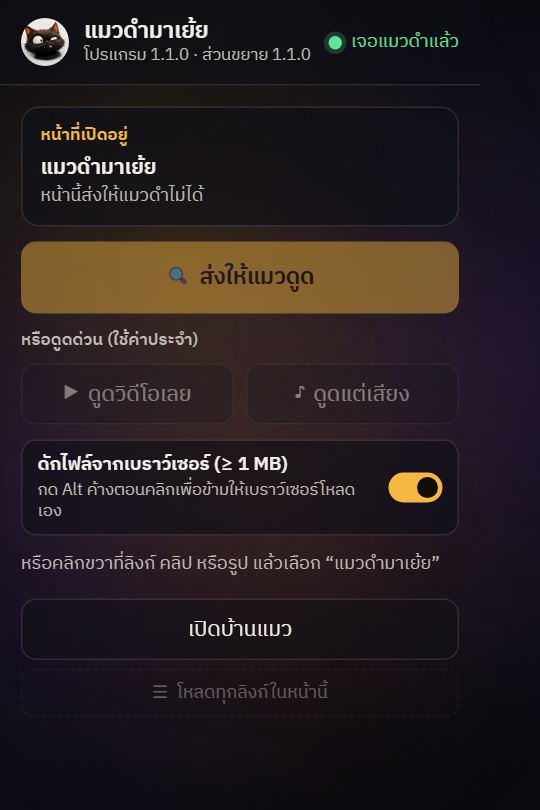 แมวดำมาเย้ย
โปรแกรม 1.1.0 · ส่วนขยาย 1.1.0
เจอแมวดำแล้ว
หน้าที่เปิดอยู่
แมวดำมาเย้ย
หน้านี้ส่งให้แมวดำไม่ได้
ส่งให้แมวดูด
หรือดูดด่วน (ใช้ค่าประจำ)
ดูดวิดีโอเลย
ดูดแต่เสียง
ดักไฟล์จากเบราว์เซอร์ (≥ 1 MB)
กด Alt ค้างตอนคลิกเพื่อข้ามให้เบราว์เซอร์โหลด
เอง
หรือคลิกขวาที่ลิงก์ คลิป หรือรูป แล้วเลือก “แมวดำมาเย้ย”
เปิดบ้านแมว
โหลดทุกลิงก์ในหน้านี้